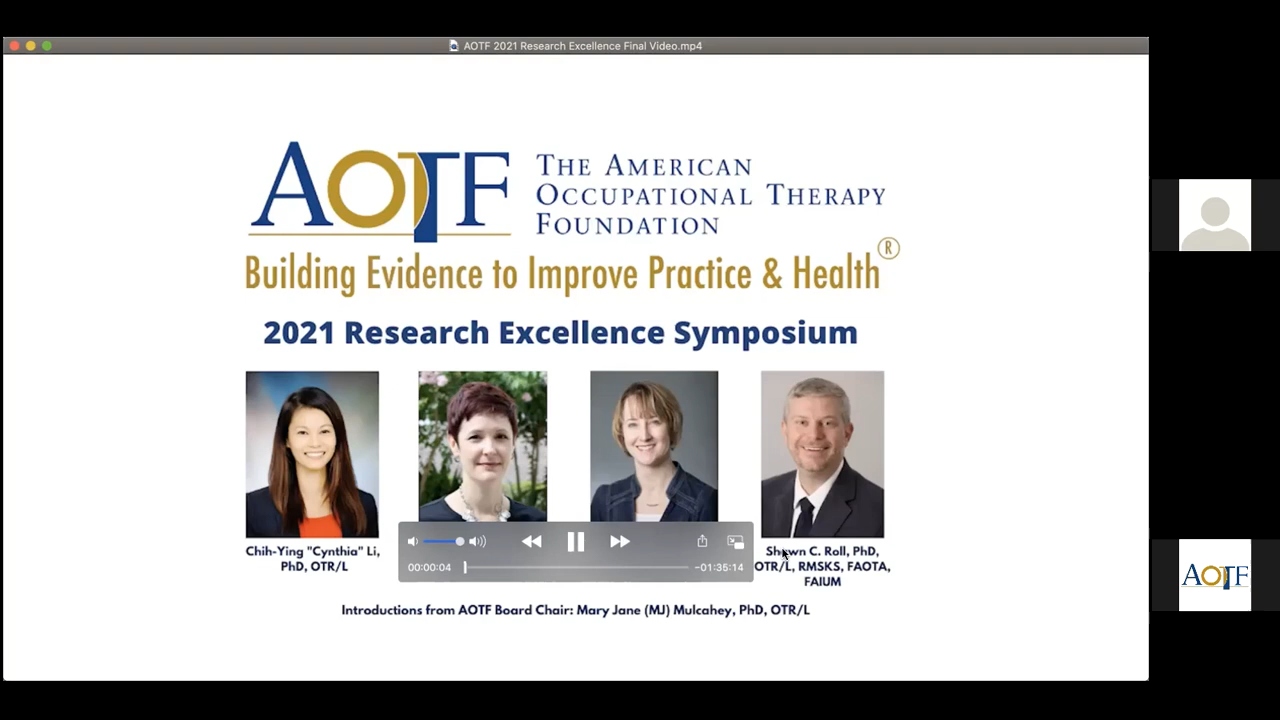 AOTF 2021 Research Excellence Final Video.mp4
AOTF
THE AMERICAN
OCCUPATIONAL THERAPY
FOUNDATION
Building Evidence to Improve Practice & Health®
2021 Research Excellence Symposium
Chih-Ying "Cynthia" Li,
PhD, OTR/L
Shawn C. Roll, PhD,
OTR/L, RMSKS, FAOTA,
FAIUM
00:00:04
−01:35:14
Introductions from AOTF Board Chair: Mary Jane (MJ) Mulcahey, PhD, OTR/L
AOTF